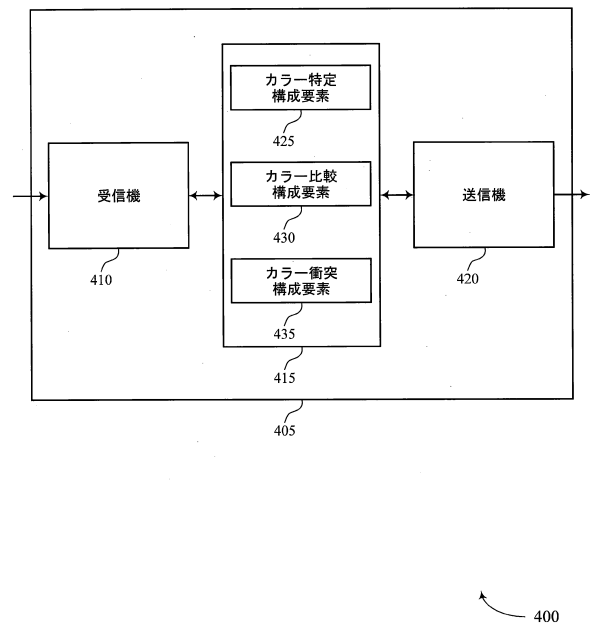 カラー特定
構成要素
425
受信機
410
カラー比較
構成要素
430
送信機
420
カラー衝突
構成要素
435
415
405
400